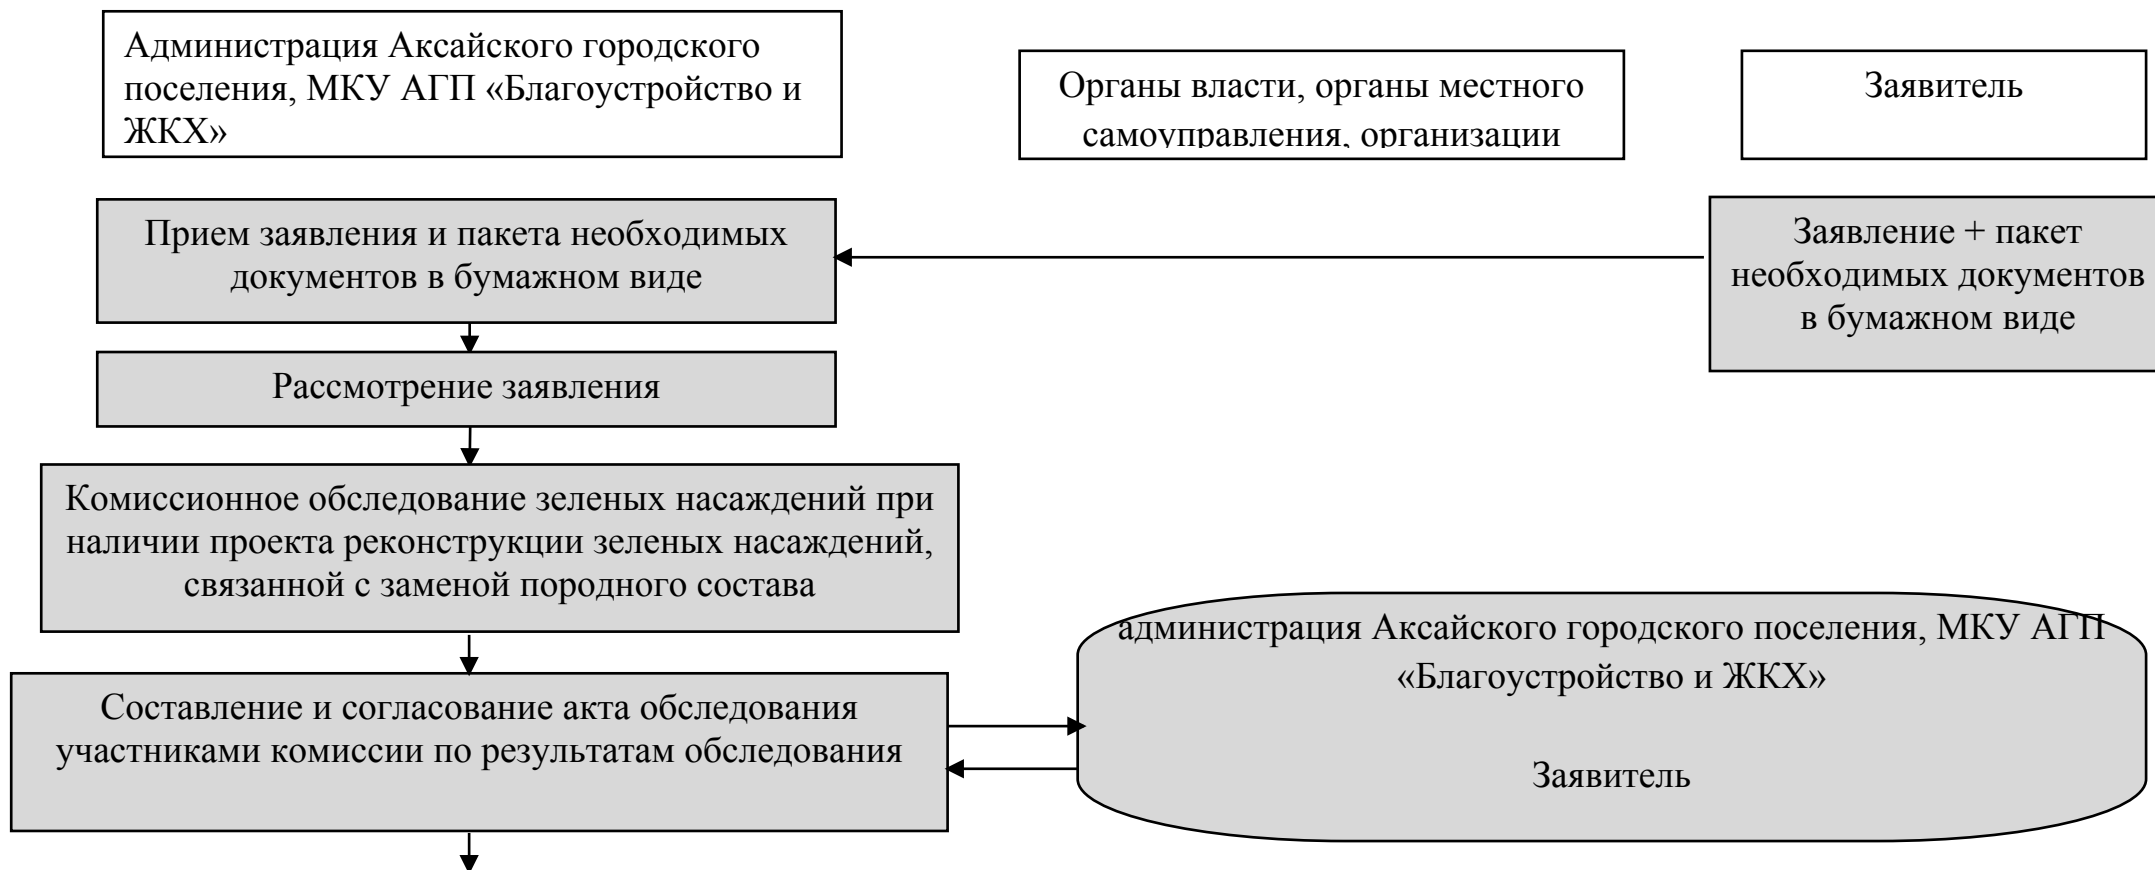 Администрация Аксайского городского
поселения, МКУ АГП «Благоустройство и
ЖКХ»
Органы власти, органы местного
самоуправления, организации
Заявитель
Прием заявления и пакета необходимых
документов в бумажном виде
Заявление + пакет
необходимых документов
в бумажном виде
Рассмотрение заявления
Комиссионное обследование зеленых насаждений при
наличии проекта реконструкции зеленых насаждений,
связанной с заменой породного состава
администрация Аксайского городского поселения, МКУ АГП
«Благоустройство и ЖКХ»
Заявитель
Составление и согласование акта обследования
участниками комиссии по результатам обследования